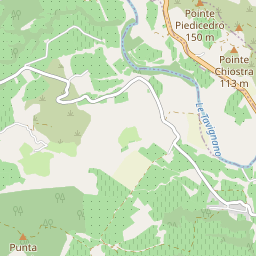 Pointe
Piedicedro
150 m
Pointe
Chiostra
113 m
Le Tavignano
Punta